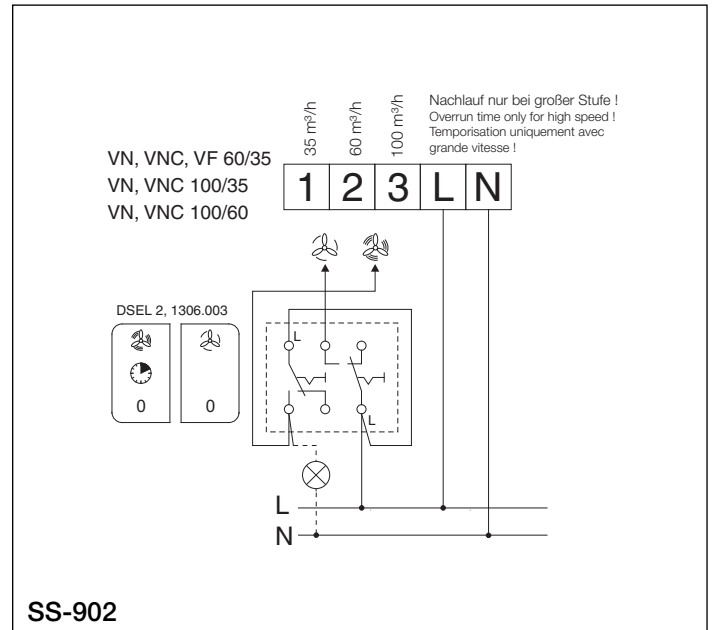 35 m³/h
60 m³/h
100 m³/h
Nachlauf nur bei großer Stufe !
Overrun time only for high speed !
Temporisation uniquement avec
grande vitesse !
VN, VNC, VF 60/35
VN, VNC 100/35
VN, VNC 100/60
1 2 3 L N
DSEL 2, 1306.003
L
0 0
L
L
N
SS-902